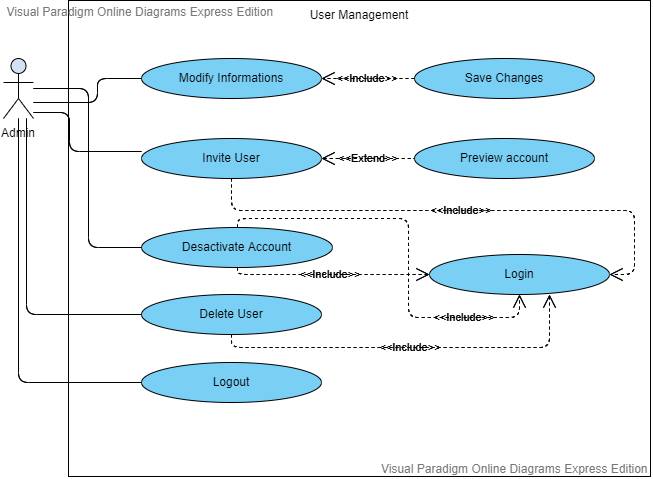 Visual Paradigm Online Diagrams Express Edition
User Management
Admin
Modify Informations
<<Include>>
Save Changes
Invite User
<<Extend>>
Preview account
<<Include>>
Desactivate Account
<<Include>>
Login
Delete User
<<Include>>
<<Include>>
Logout
Visual Paradigm Online Diagrams Express Edition